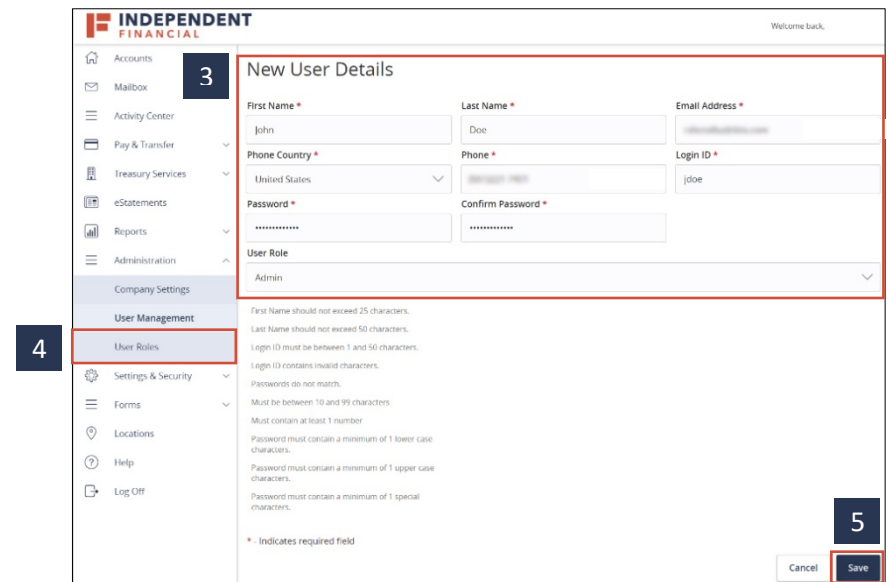 INDEPENDENT
FINANCIAL
Welcome back,
Accounts
Mailbox
Activity Center
Pay & Transfer
Treasury Services
eStatements
Reports
Administration
Company Settings
User Management
User Roles
Settings & Security
Forms
Locations
Help
Log Off
3
4
New User Details
First Name * Last Name * Email Address *
John Doe
Phone Country * Phone * Login ID *
United States jdoe
Password * Confirm Password *
••••••••••••• •••••••••••••
User Role
Admin
First Name should not exceed 25 characters.
Last Name should not exceed 50 characters.
Login ID must be between 1 and 50 characters.
Login ID contains invalid characters.
Passwords do not match.
Must be between 10 and 99 characters
Must contain at least 1 number
Password must contain a minimum of 1 lower case
characters.
Password must contain a minimum of 1 upper case
characters.
Password must contain a minimum of 1 special
characters.
* - Indicates required field
5
Cancel Save